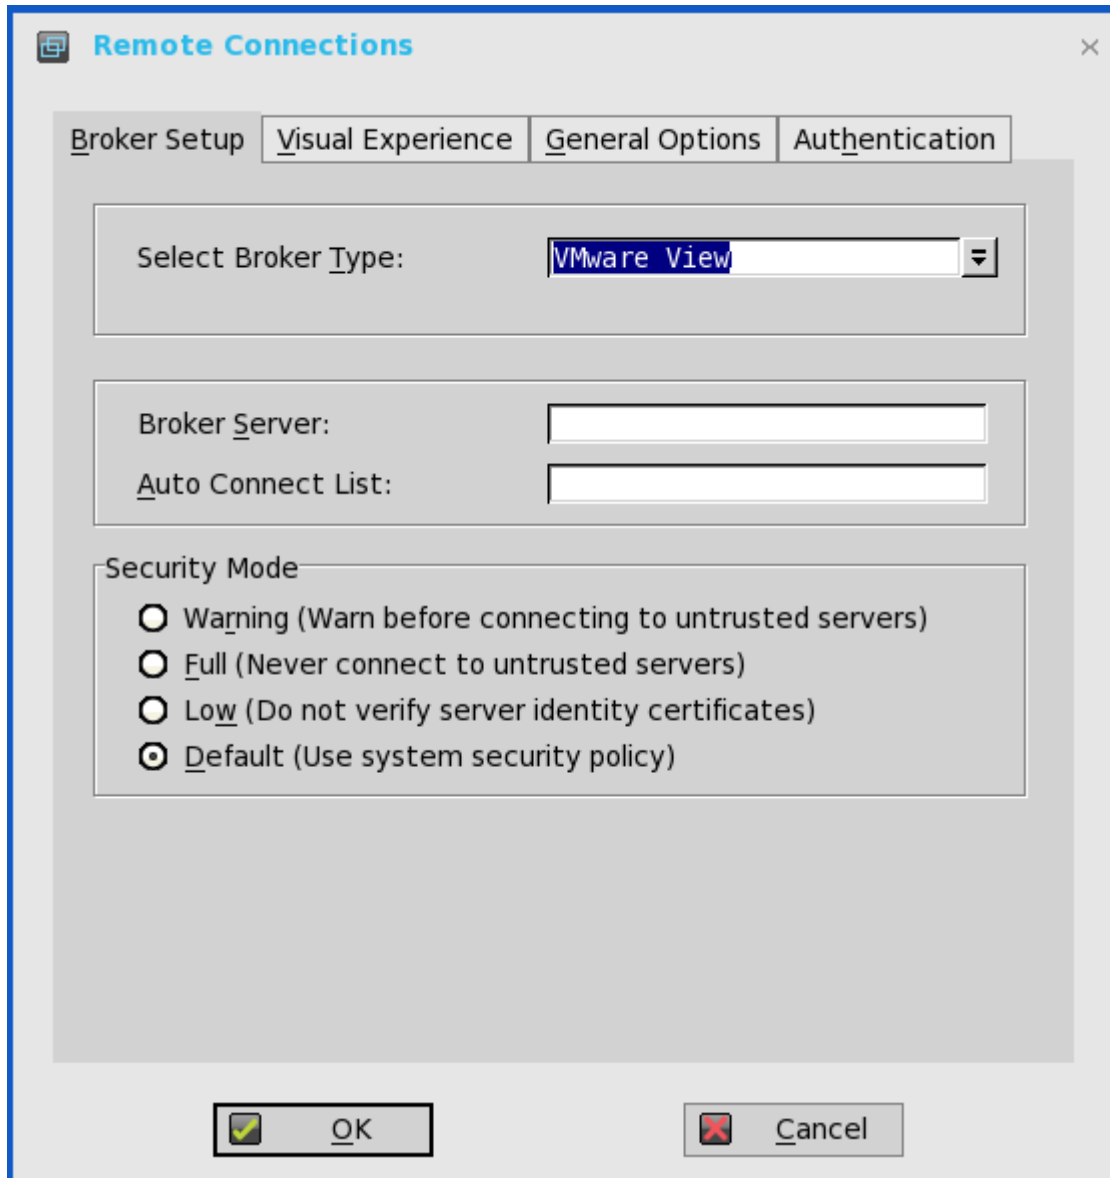 Remote Connections
Broker Setup Visual Experience General Options Authentication
Select Broker Type: VMware View
Broker Server:
Auto Connect List:
Security Mode
Warning (Warn before connecting to untrusted servers)
Full (Never connect to untrusted servers)
Low (Do not verify server identity certificates)
Default (Use system security policy)
OK Cancel